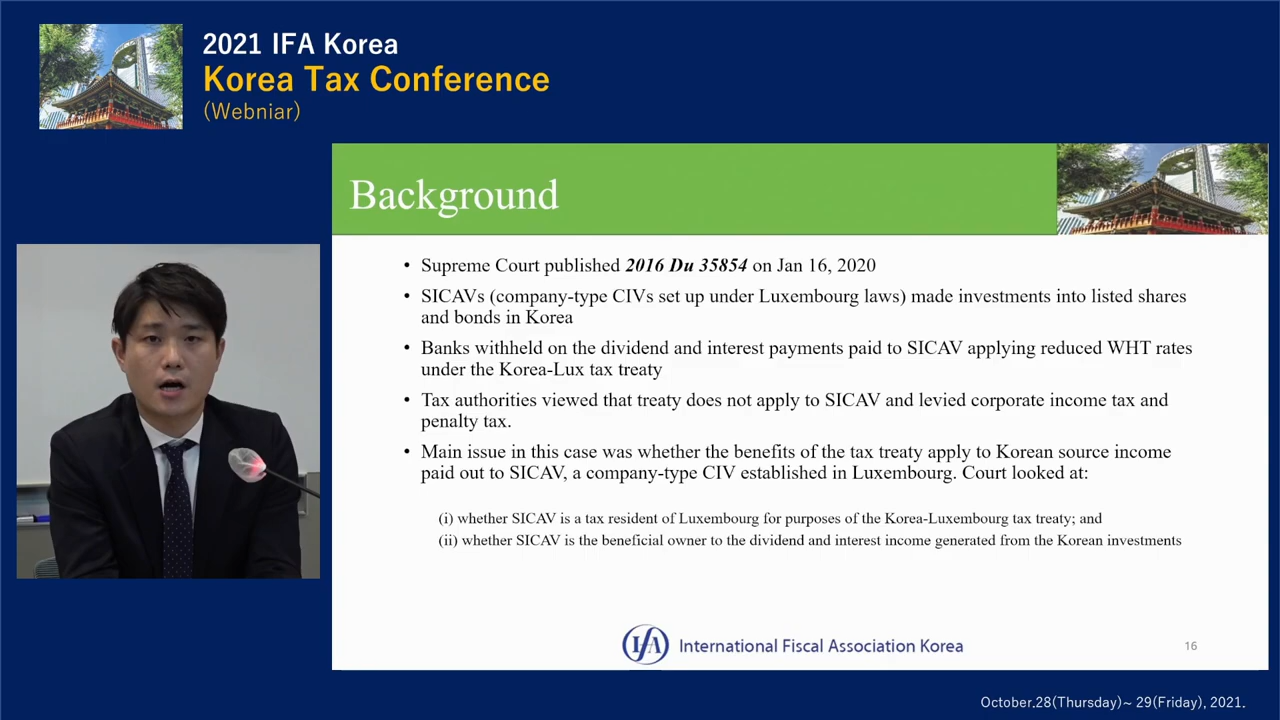 2021 IFA Korea
Korea Tax Conference
(Webniar)
Background
• Supreme Court published 2016 Du 35854 on Jan 16, 2020
• SICAVs (company-type CIVs set up under Luxembourg laws) made investments into listed shares
and bonds in Korea
• Banks withheld on the dividend and interest payments paid to SICAV applying reduced WHT rates
under the Korea-Lux tax treaty
• Tax authorities viewed that treaty does not apply to SICAV and levied corporate income tax and
penalty tax.
• Main issue in this case was whether the benefits of the tax treaty apply to Korean source income
paid out to SICAV, a company-type CIV established in Luxembourg. Court looked at:
(i) whether SICAV is a tax resident of Luxembourg for purposes of the Korea-Luxembourg tax treaty; and
(ii) whether SICAV is the beneficial owner to the dividend and interest income generated from the Korean investments
IFA International Fiscal Association Korea
16
October.28(Thursday)~ 29(Friday), 2021.